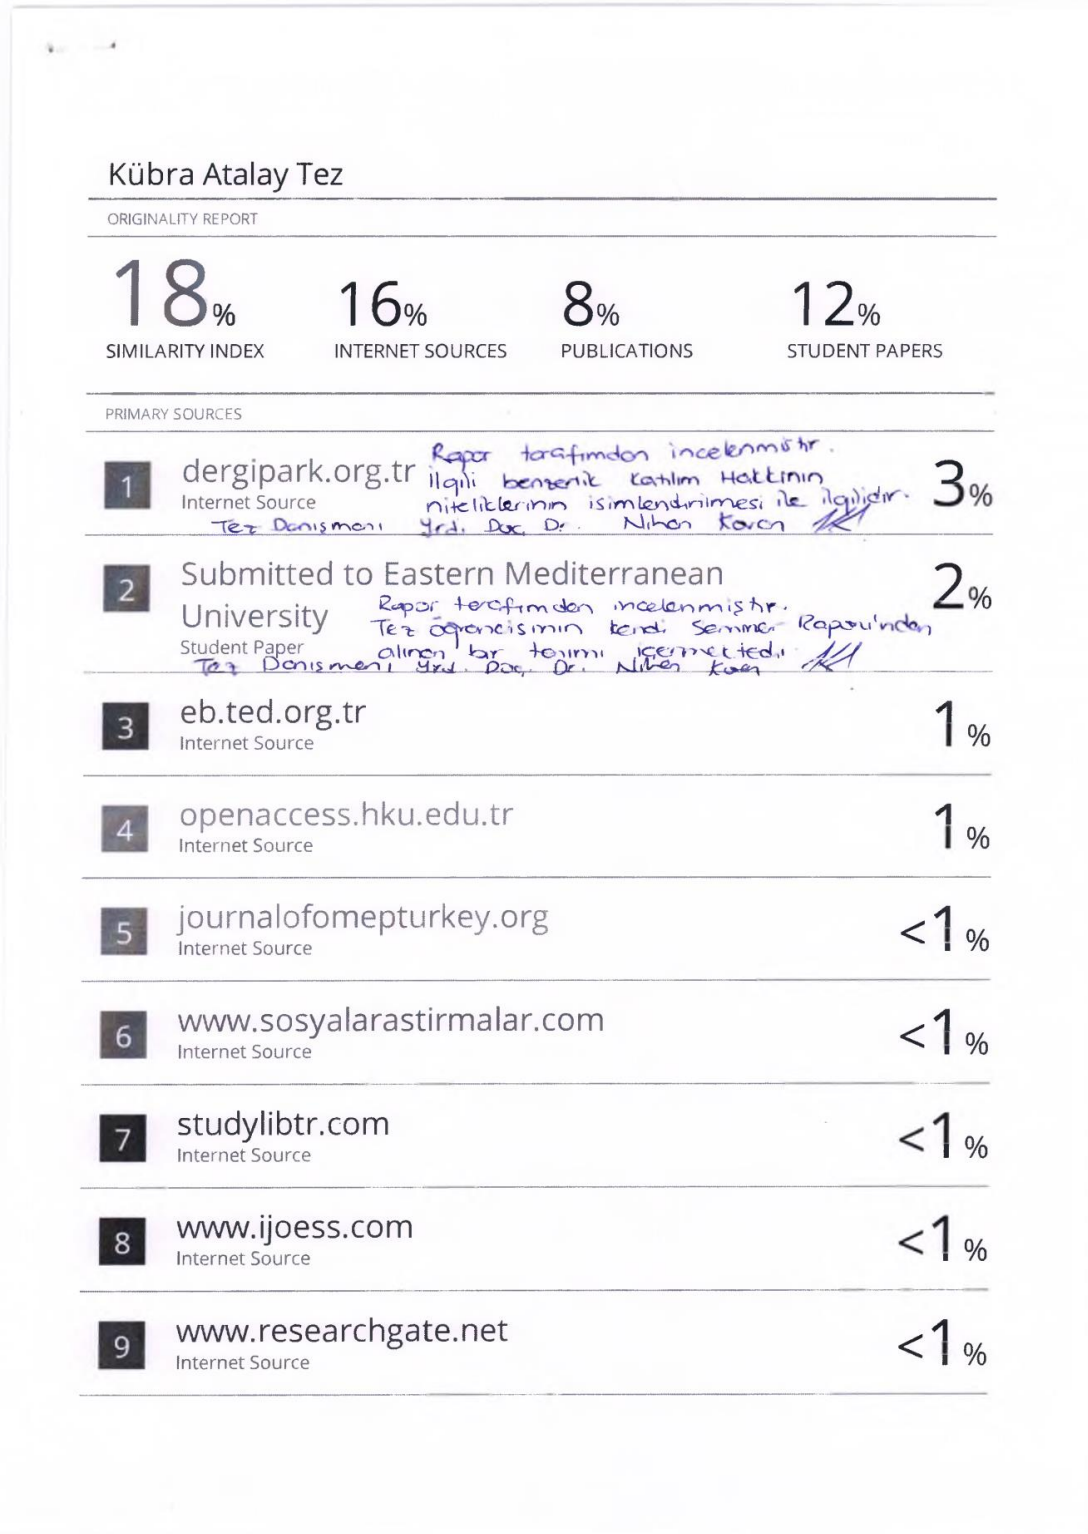 Kübra Atalay Tez
ORIGINALITY REPORT
18% 16% 8% 12%
SIMILARITY INDEX INTERNET SOURCES PUBLICATIONS STUDENT PAPERS
PRIMARY SOURCES
1 dergipark.org.tr 3%
Internet Source
Rapor tarafımdan incelenmiştir.
ilgili benzerlik Katılım Hakkının
niteliklerinin isimlendirilmesi ile ilgilidir.
Tez Danışmanı Yrd. Doç. Dr. Nihan
2 Submitted to Eastern Mediterranean 2%
University
Student Paper
Rapor tarafımdan incelenmiştir.
Tez öğrencisinin kendi Seminer Raporu'ndan
alınan bir tanımı içermektedir
Tez Danışmanı Yrd. Doç. Dr. Nihan
3 eb.ted.org.tr 1%
Internet Source
4 openaccess.hku.edu.tr 1%
Internet Source
5 journalofomepturkey.org <1%
Internet Source
6 www.sosyalarastirmalar.com <1%
Internet Source
7 studylibtr.com <1%
Internet Source
8 www.ijoess.com <1%
Internet Source
9 www.researchgate.net <1%
Internet Source